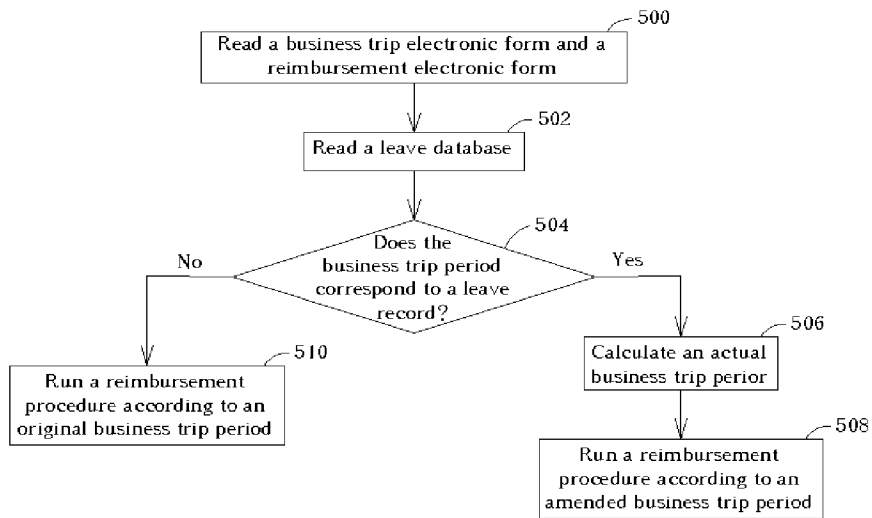 500
Read a business trip electronic form and a
reimbursement electronic form
502
Read a leave database
504
Does the
business trip period
correspond to a leave
record?
No
Yes
506
Calculate an actual
business trip perior
510
Run a reimbursement
procedure according to an
original business trip period
508
Run a reimbursement
procedure according to an
amended business trip period